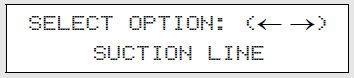 SELECT OPTION: (← →)
SUCTION LINE